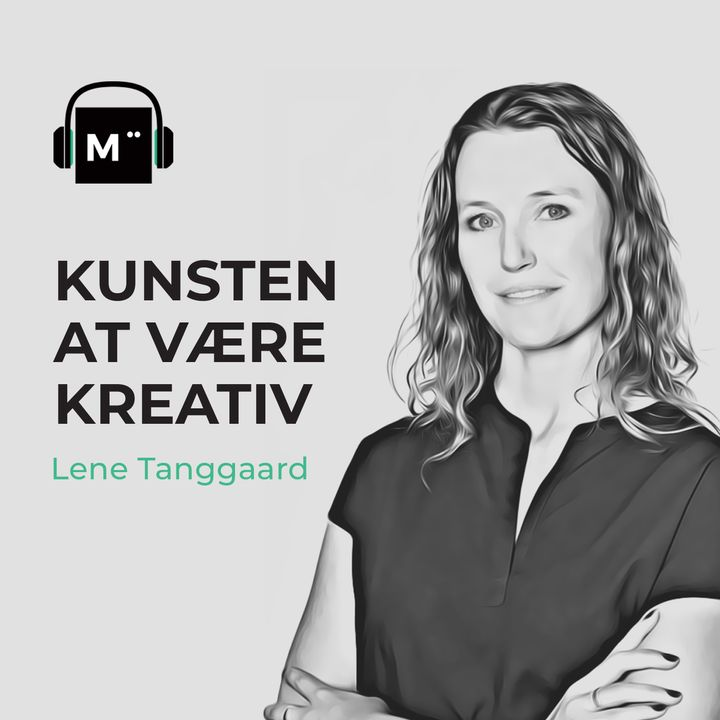 M¨
KUNSTEN
AT VÆRE
KREATIV
Lene Tanggaard